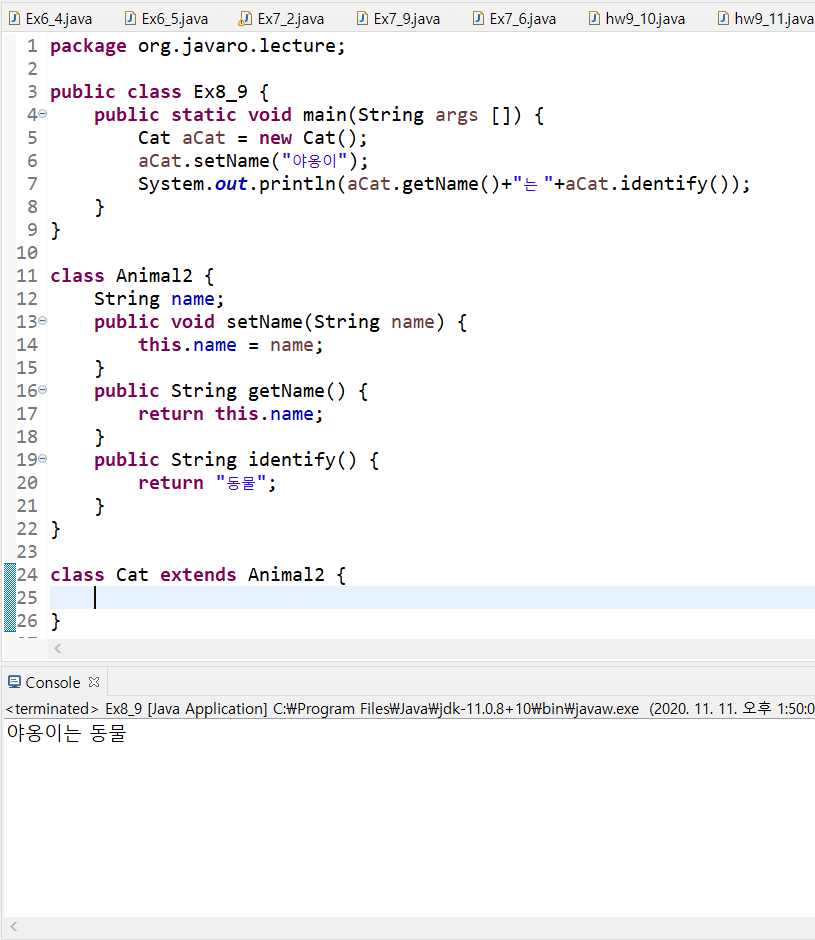 Ex6_4.java Ex6_5.java Ex7_2.java Ex7_9.java Ex7_6.java hw9_10.java hw9_11.java
1 package org.javaro.lecture;
2
3 public class Ex8_9 {
4 public static void main(String args []) {
5 Cat aCat = new Cat();
6 aCat.setName("야옹이");
7 System.out.println(aCat.getName()+"는 "+aCat.identify());
8 }
9 }
10
11 class Animal2 {
12 String name;
13 public void setName(String name) {
14 this.name = name;
15 }
16 public String getName() {
17 return this.name;
18 }
19 public String identify() {
20 return "동물";
21 }
22 }
23
24 class Cat extends Animal2 {
25
26 }
Console
<terminated> Ex8_9 [Java Application] C:₩Program Files₩Java₩jdk-11.0.8+10₩bin₩javaw.exe (2020. 11. 11. 오후 1:50:0
야옹이는 동물